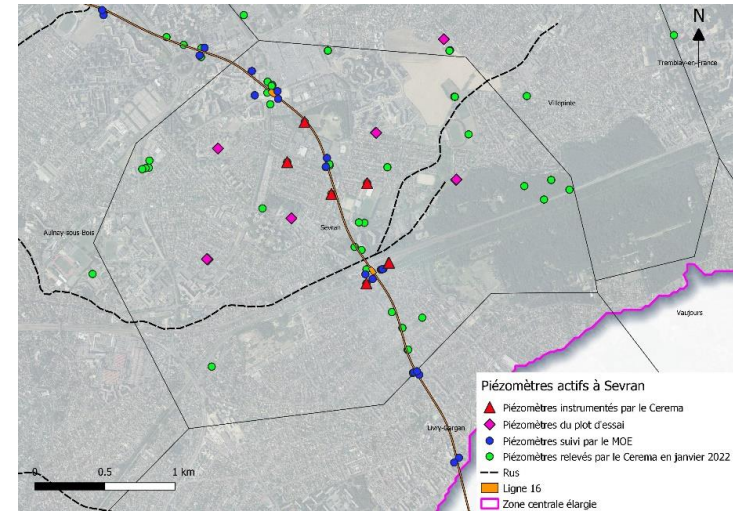 N
Tremblay-en-France
Villepinte
Sevran
Aulnay-sous Bois
Vaujours
Livry-Gargan
Piézomètres actifs à Sevran
Piézomètres instrumentés par le Cerema
Piézomètres du plot d'essai
Piézomètres suivi par le MOE
Piézomètres relevés par le Cerema en janvier 2022
Rus
Ligne 16
Zone centrale élargie
0 0.5 1 km